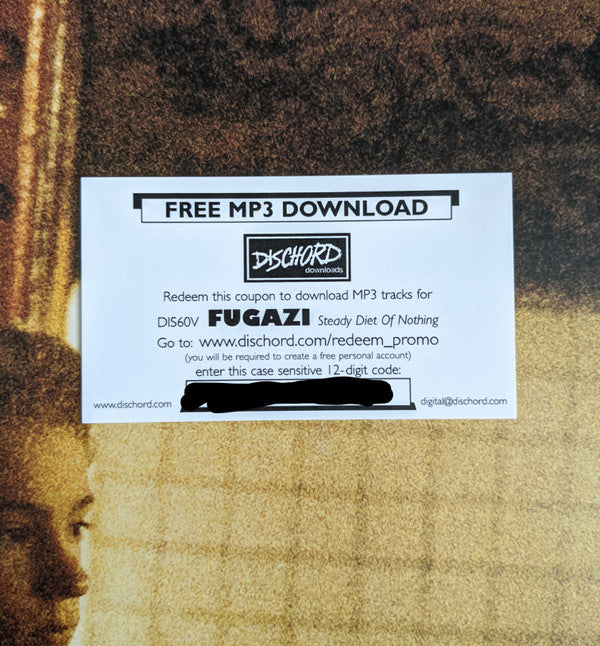 FREE MP3 DOWNLOAD
DISCHORD
downloads
Redeem this coupon to download MP3 tracks for
DIS60V FUGAZI Steady Diet Of Nothing
Go to: www.dischord.com/redeem_promo
(you will be required to create a free personal account)
enter this case sensitive 12-digit code:
www.dischord.com
digital@dischord.com